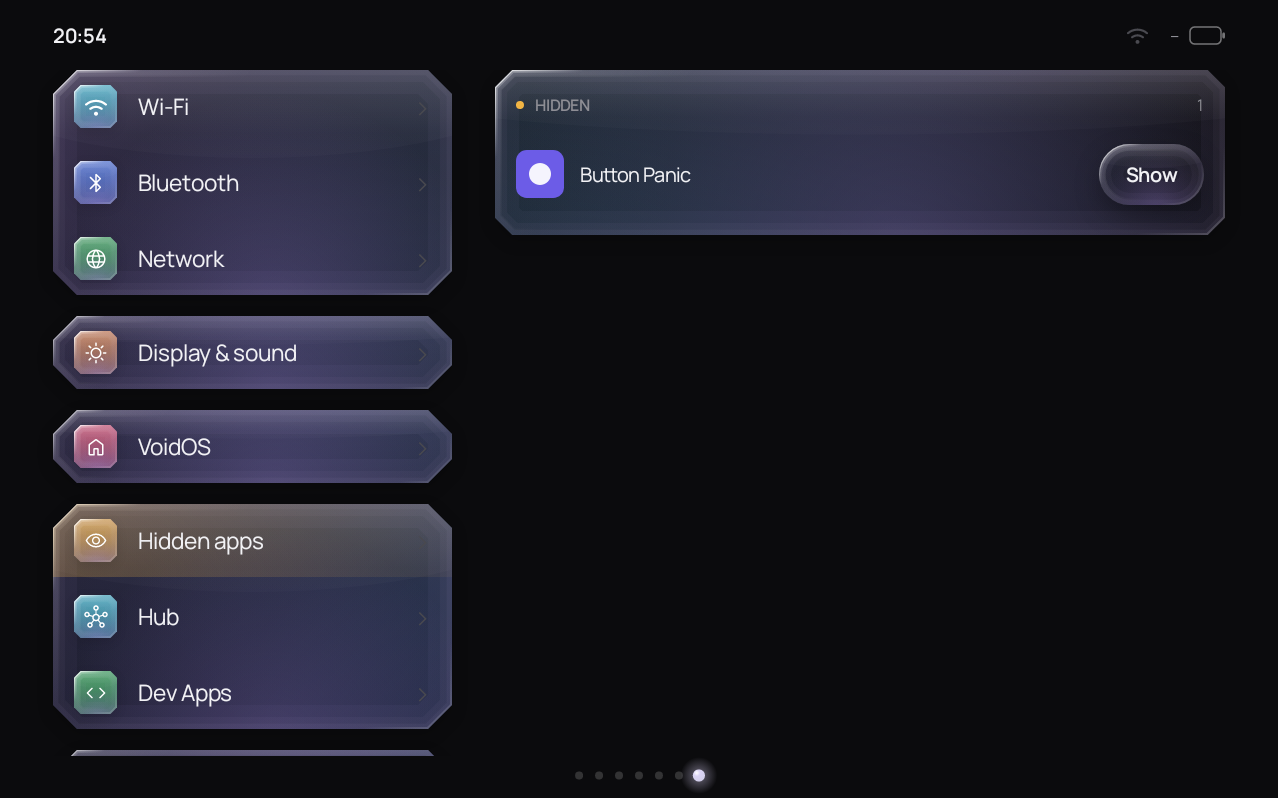 20:54
–
Wi-Fi
Bluetooth
Network
Display & sound
VoidOS
Hidden apps
Hub
Dev Apps
HIDDEN
1
Button Panic
Show